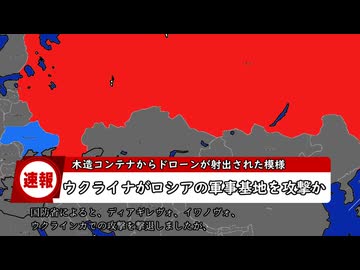 木造コンテナからドローンが射出された模様
速報
ウクライナがロシアの軍事基地を攻撃か
国防省によると、ディアギレヴォ、イワノヴォ、
ウクラインカでの攻撃を撃退しましたが、